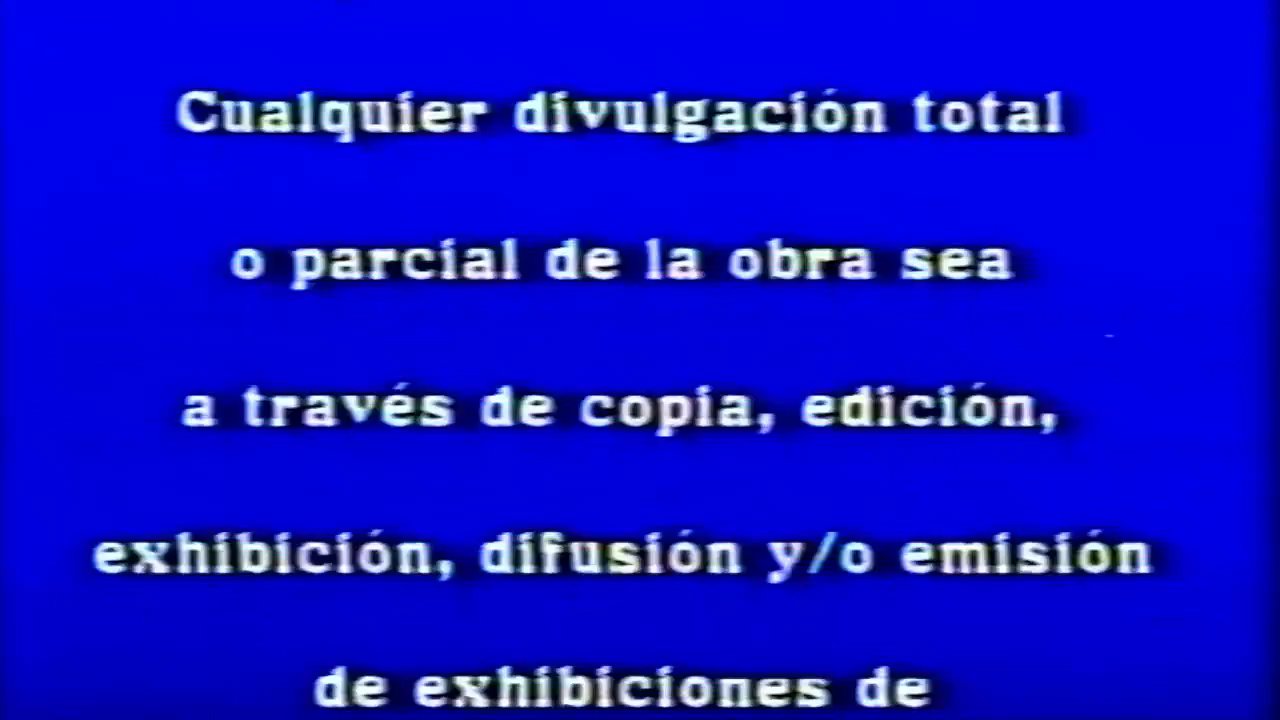 Cualquier divulgación total
o parcial de la obra sea
a través de copia, edición,
exhibición, difusión y/o emisión
de exhibiciones de